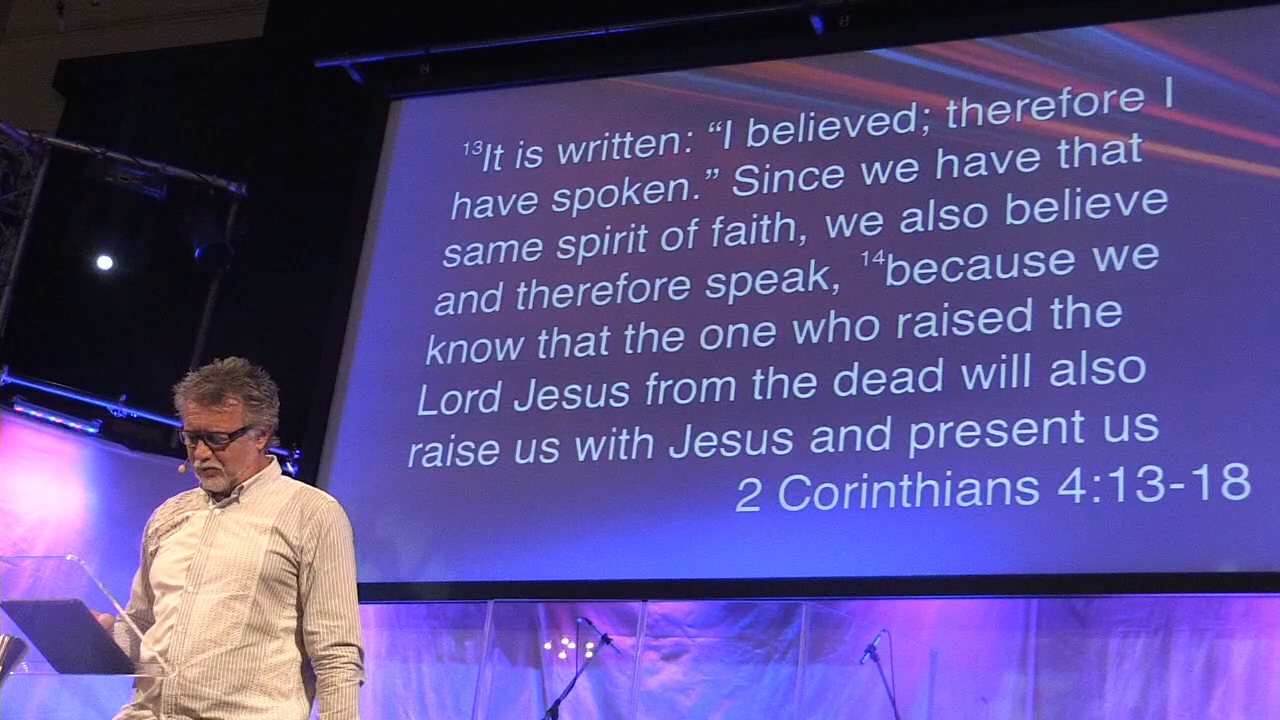 ¹³It is written: “I believed; therefore I
have spoken.” Since we have that
same spirit of faith, we also believe
and therefore speak, ¹⁴because we
know that the one who raised the
Lord Jesus from the dead will also
raise us with Jesus and present us
2 Corinthians 4:13-18